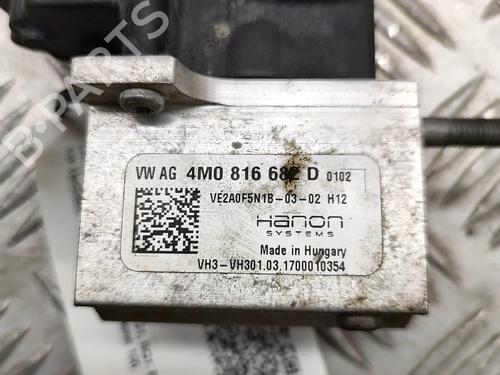 B-PARTS
VW AG 4M0 816 682 D 0102
VE2A0F5N1B-03-02 H12
Hanon
SYSTEMS
Made in Hungary
VH3-VH301.03.1700010354